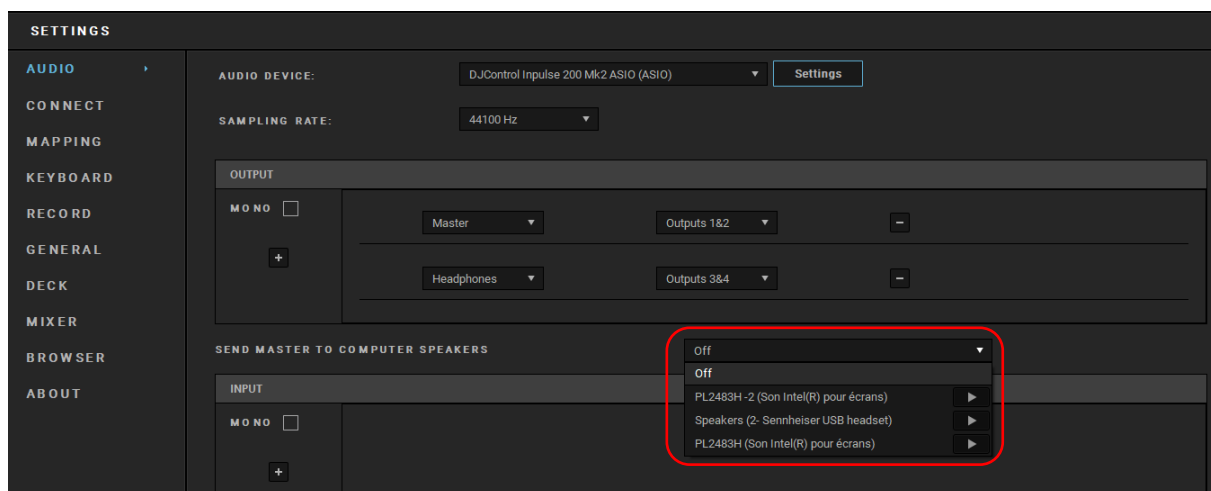 SETTINGS
AUDIO
CONNECT
MAPPING
KEYBOARD
RECORD
GENERAL
DECK
MIXER
BROWSER
ABOUT
AUDIO DEVICE: DJControl Inpulse 200 Mk2 ASIO (ASIO) Settings
SAMPLING RATE: 44100 Hz
OUTPUT
MONO
Master Outputs 1&2 −
+
Headphones Outputs 3&4 −
SEND MASTER TO COMPUTER SPEAKERS Off
Off
PL2483H -2 (Son Intel(R) pour écrans)
Speakers (2- Sennheiser USB headset)
PL2483H (Son Intel(R) pour écrans)
INPUT
MONO
+